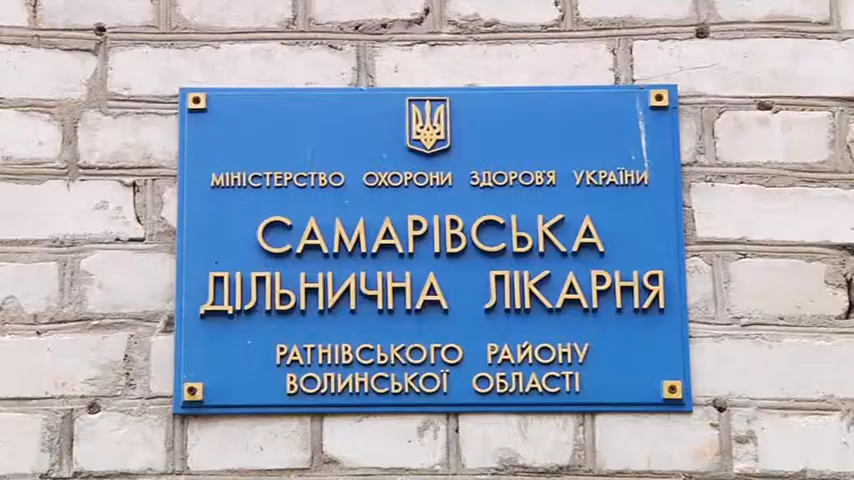 МІНІСТЕРСТВО ОХОРОНИ ЗДОРОВ'Я УКРАЇНИ
САМАРІВСЬКА
ДІЛЬНИЧНА ЛІКАРНЯ
РАТНІВСЬКОГО РАЙОНУ
ВОЛИНСЬКОЇ ОБЛАСТІ